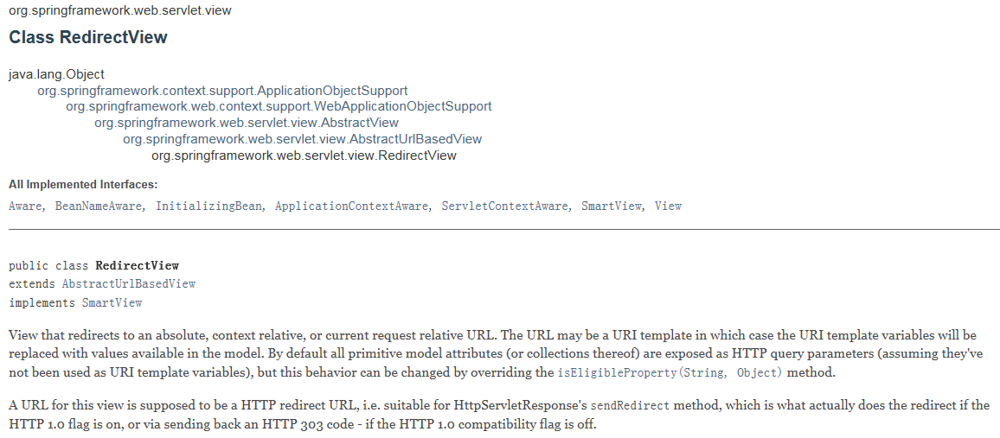 org.springframework.web.servlet.view
Class RedirectView
java.lang.Object
org.springframework.context.support.ApplicationObjectSupport
org.springframework.web.context.support.WebApplicationObjectSupport
org.springframework.web.servlet.view.AbstractView
org.springframework.web.servlet.view.AbstractUrlBasedView
org.springframework.web.servlet.view.RedirectView
All Implemented Interfaces:
Aware, BeanNameAware, InitializingBean, ApplicationContextAware, ServletContextAware, SmartView, View
public class RedirectView
extends AbstractUrlBasedView
implements SmartView
View that redirects to an absolute, context relative, or current request relative URL. The URL may be a URI template in which case the URI template variables will be
replaced with values available in the model. By default all primitive model attributes (or collections thereof) are exposed as HTTP query parameters (assuming they've
not been used as URI template variables), but this behavior can be changed by overriding the isEligibleProperty(String, Object) method.
A URL for this view is supposed to be a HTTP redirect URL, i.e. suitable for HttpServletResponse's sendRedirect method, which is what actually does the redirect if the
HTTP 1.0 flag is on, or via sending back an HTTP 303 code - if the HTTP 1.0 compatibility flag is off.